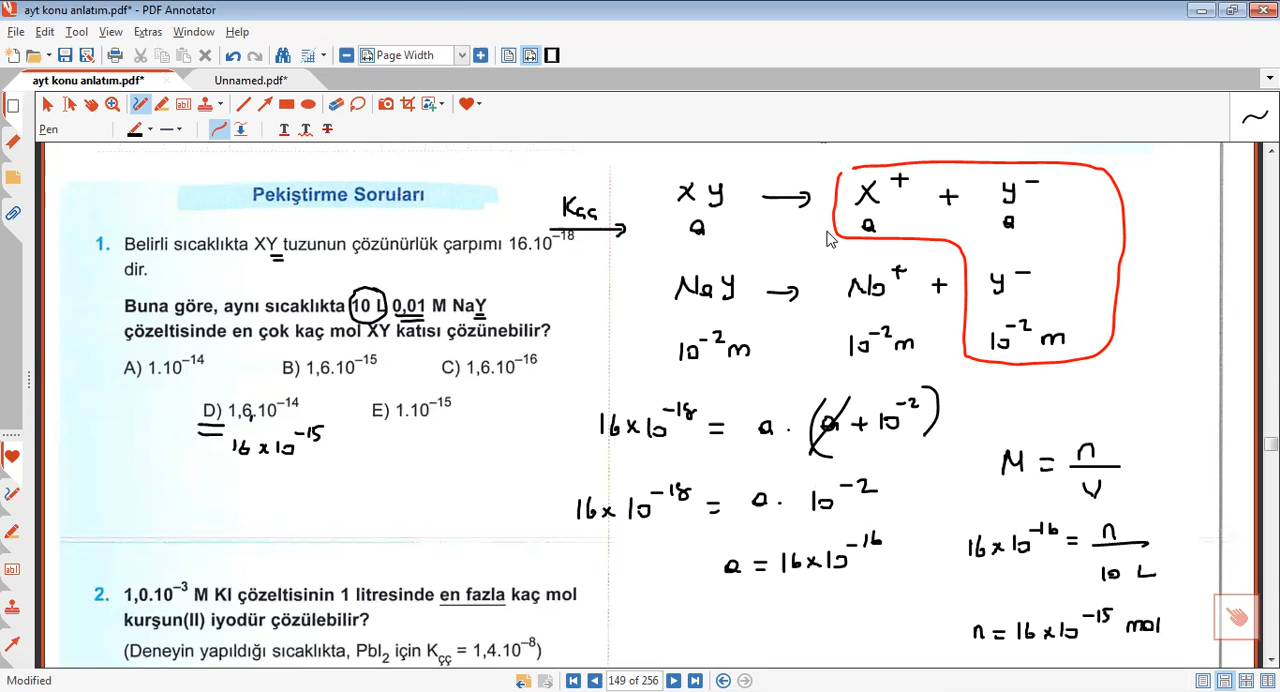 ayt konu anlatım.pdf* - PDF Annotator
File Edit Tool View Extras Window Help
Page Width
ayt konu anlatım.pdf* Unnamed.pdf*
Pen
Pekiştirme Soruları
1. Belirli sıcaklıkta XY tuzunun çözünürlük çarpımı 16.10⁻¹⁸
dir.
Buna göre, aynı sıcaklıkta 10 L 0,01 M NaY
çözeltisinde en çok kaç mol XY katısı çözünebilir?
A) 1.10⁻¹⁴ B) 1,6.10⁻¹⁵ C) 1,6.10⁻¹⁶
D) 1,6.10⁻¹⁴ E) 1.10⁻¹⁵
16 x 10⁻¹⁵
Kçç
XY → X⁺ + Y⁻
a a a
NaY → Na⁺ + Y⁻
10⁻² m 10⁻² m 10⁻² m
16 x 10⁻¹⁸ = a . (a + 10⁻²)
16 x 10⁻¹⁸ = a . 10⁻²
a = 16 x 10⁻¹⁶
M = n / V
16 x 10⁻¹⁶ = n / 10 L
n = 16 x 10⁻¹⁵ mol
2. 1,0.10⁻³ M KI çözeltisinin 1 litresinde en fazla kaç mol
kurşun(II) iyodür çözülebilir?
(Deneyin yapıldığı sıcaklıkta, PbI₂ için Kçç = 1,4.10⁻⁸)
Modified 149 of 256